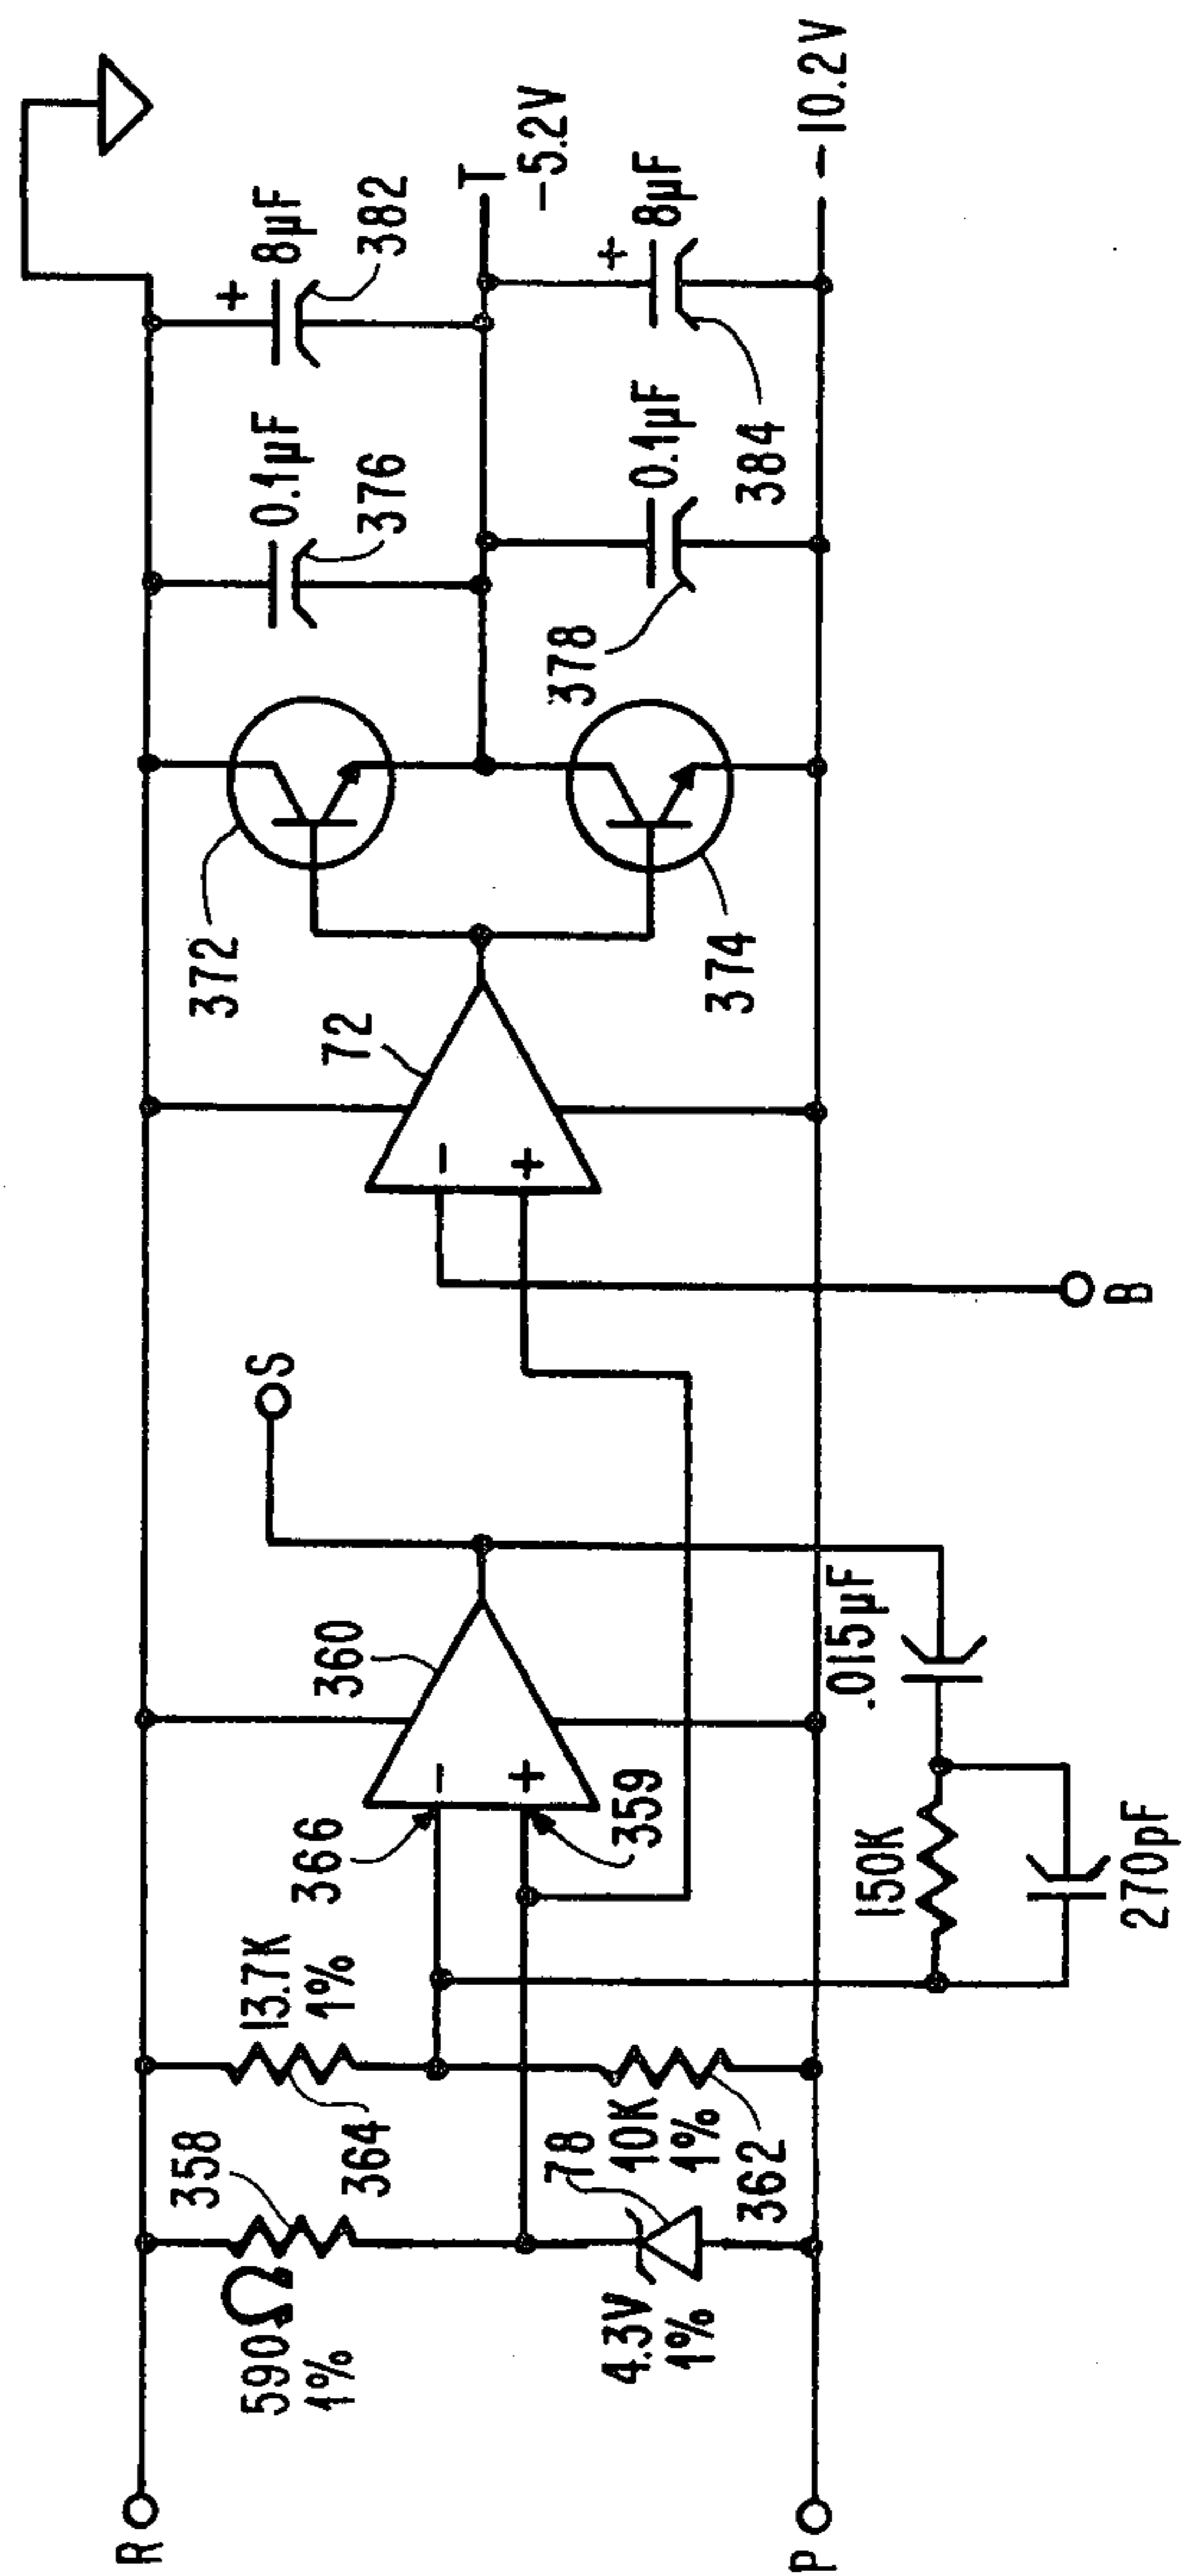 R
590Ω
1%
358
364
13.7K
1%
366
360
S
72
372
0.1µF
376
+
8µF
382
T
-5.2V
4.3V
1%
78
10K
1%
362
-
+
359
-
+
374
378
0.1µF
384
+
8µF
P
-10.2V
150K
.015µF
270pF
B